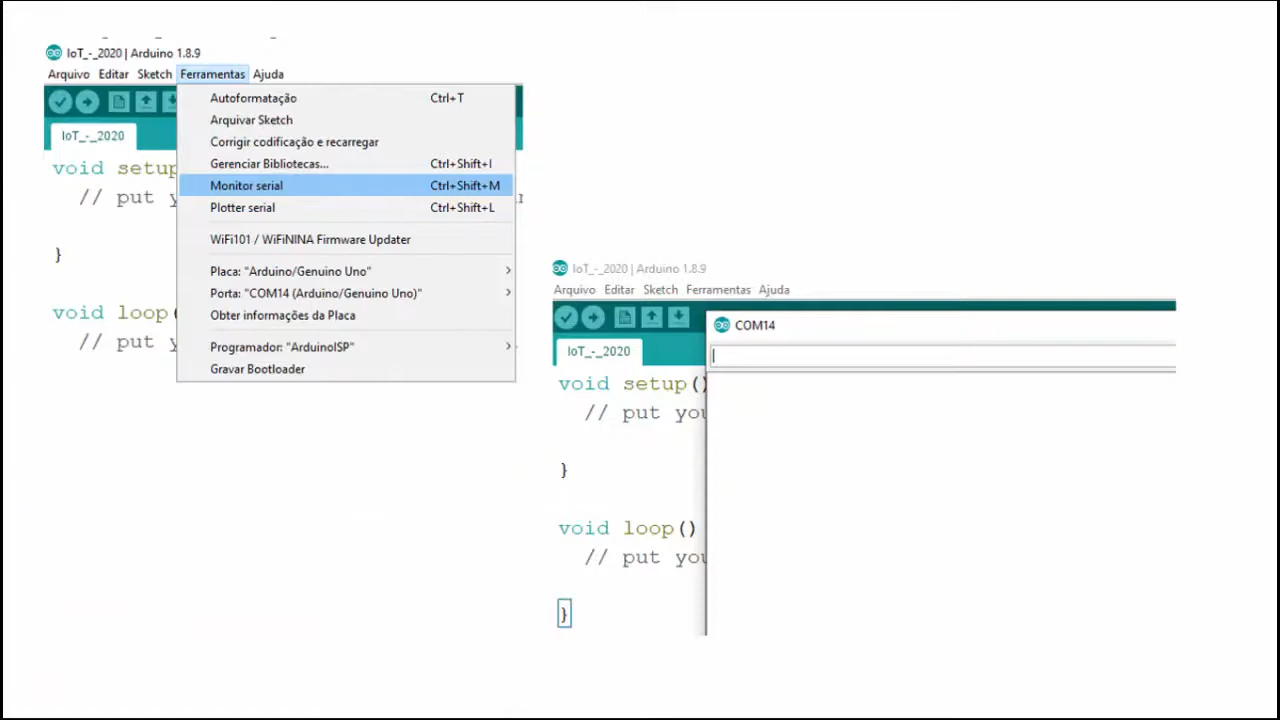 IoT_-_2020 | Arduino 1.8.9
Arquivo Editar Sketch Ferramentas Ajuda
Autoformatação Ctrl+T
Arquivar Sketch
Corrigir codificação e recarregar
Gerenciar Bibliotecas... Ctrl+Shift+I
Monitor serial Ctrl+Shift+M
Plotter serial Ctrl+Shift+L
WiFi101 / WiFiNINA Firmware Updater
Placa: "Arduino/Genuino Uno"
Porta: "COM14 (Arduino/Genuino Uno)"
Obter informações da Placa
Programador: "ArduinoISP"
Gravar Bootloader
IoT_-_2020
void setup
// put y
}
void loop(
// put y
IoT_-_2020 | Arduino 1.8.9
Arquivo Editar Sketch Ferramentas Ajuda
COM14
IoT_-_2020
void setup()
// put you
}
void loop()
// put you
}